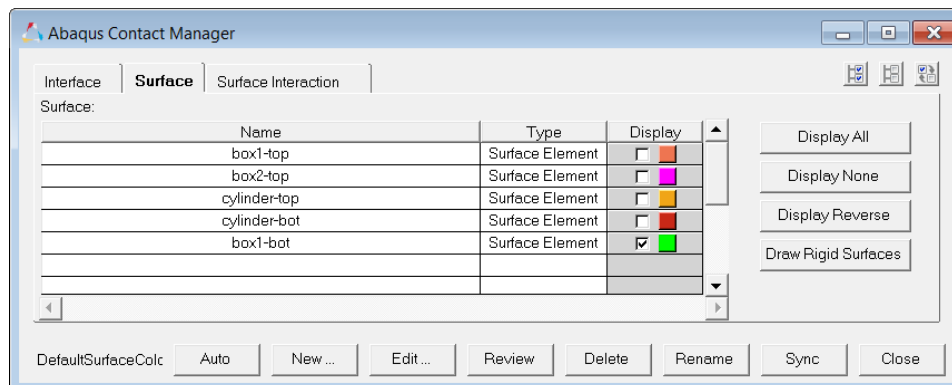 Abaqus Contact Manager
Interface Surface Surface Interaction
Surface:
Name Type Display
box1-top Surface Element
box2-top Surface Element
cylinder-top Surface Element
cylinder-bot Surface Element
box1-bot Surface Element
Display All
Display None
Display Reverse
Draw Rigid Surfaces
DefaultSurfaceColc Auto New ... Edit ... Review Delete Rename Sync Close